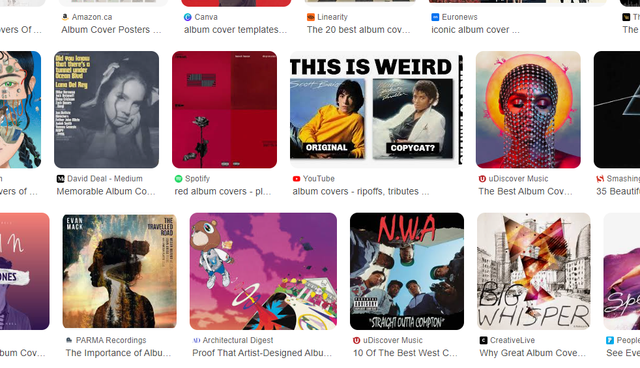 overs Of ...
Amazon.ca
Album Cover Posters ...
Canva
album cover templates...
Linearity
The 20 best album cov...
Euronews
iconic album cover ...
The
Did you
know that
there's a
tunnel under
Ocean Blvd
Lana Del Rey
THIS IS WEIRD
ORIGINAL
COPYCAT?
overs of ...
David Deal - Medium
Memorable Album Co...
Spotify
red album covers - pl...
YouTube
album covers - ripoffs, tributes ...
uDiscover Music
The Best Album Cov...
Smashing
35 Beautif
ONES
EVAN
MACK
THE
TRAVELLED
ROAD
N.W.A
"STRAIGHT OUTTA COMPTON"
BIG
WHISPER
bum Cov...
PARMA Recordings
The Importance of Albu...
Architectural Digest
Proof That Artist-Designed Albu...
uDiscover Music
10 Of The Best West C...
CreativeLive
Why Great Album Cove...
People
See Eve